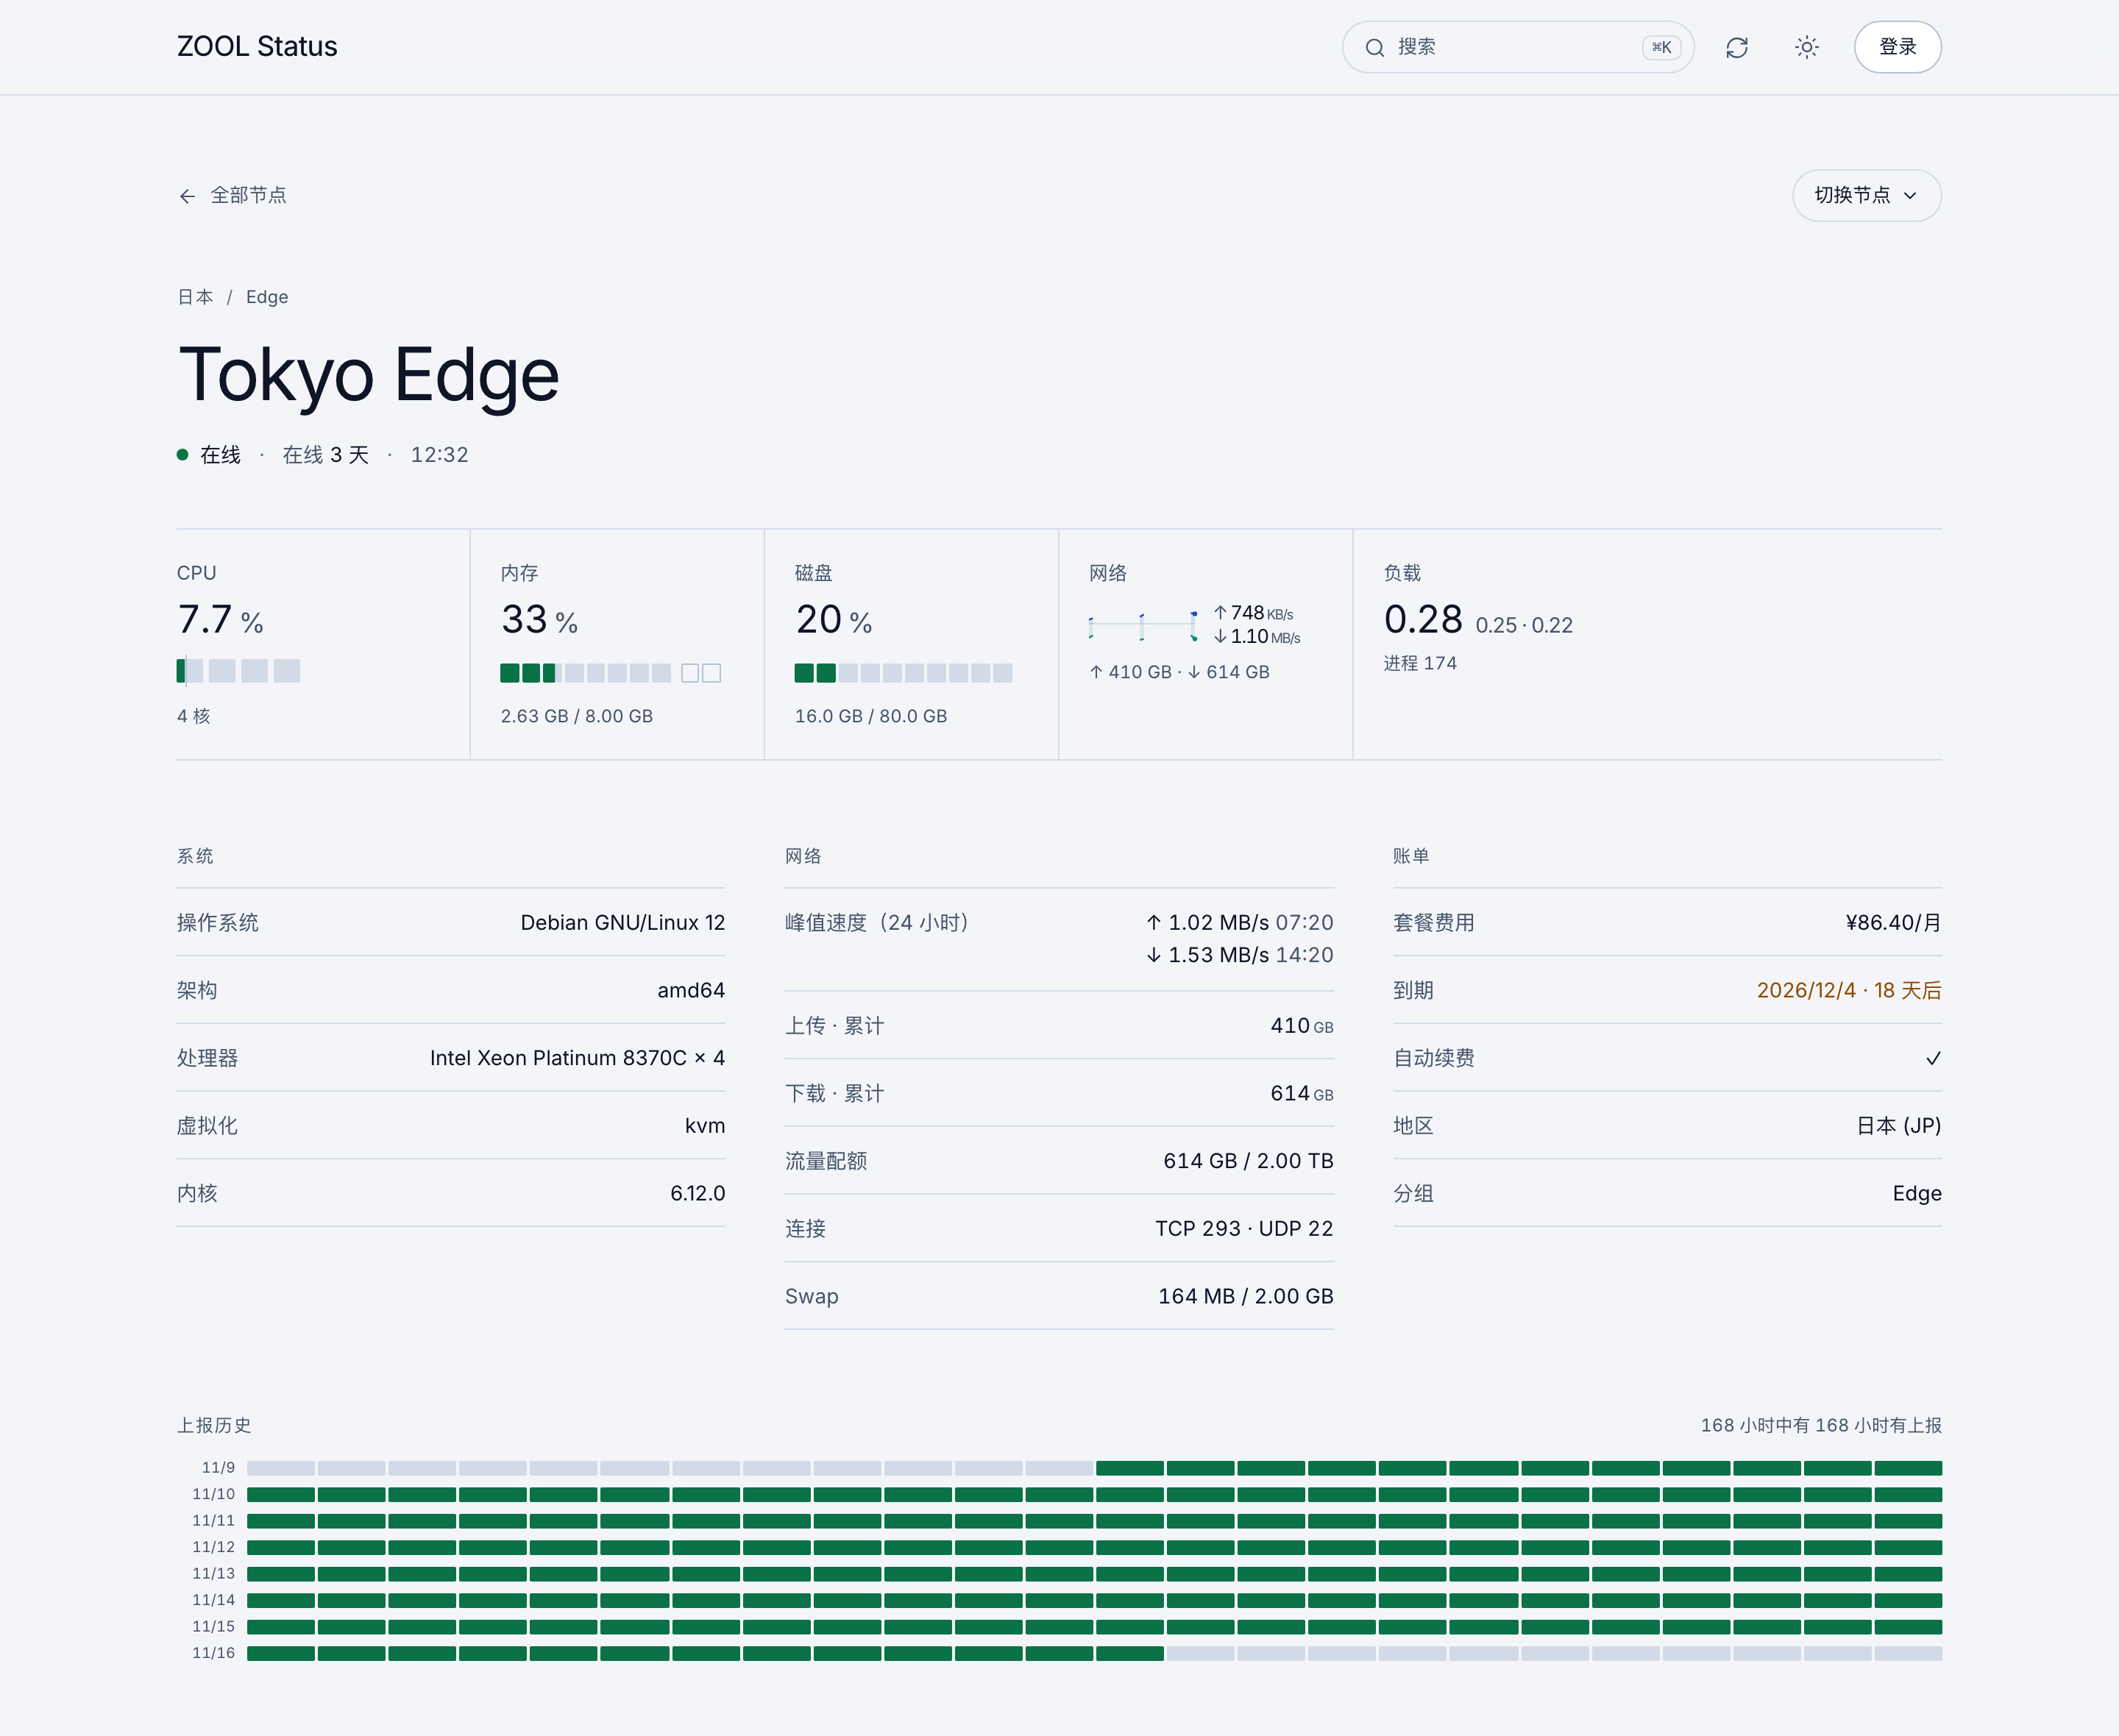 ZOOL Status
搜索
⌘K
登录
全部节点
切换节点
日本 / Edge
Tokyo Edge
在线 · 在线 3 天 · 12:32
CPU
7.7 %
4 核
内存
33 %
2.63 GB / 8.00 GB
磁盘
20 %
16.0 GB / 80.0 GB
网络
↑ 748 KB/s
↓ 1.10 MB/s
↑ 410 GB · ↓ 614 GB
负载
0.28 0.25 · 0.22
进程 174
系统
操作系统 Debian GNU/Linux 12
架构 amd64
处理器 Intel Xeon Platinum 8370C × 4
虚拟化 kvm
内核 6.12.0
网络
峰值速度（24 小时） ↑ 1.02 MB/s 07:20
↓ 1.53 MB/s 14:20
上传 · 累计 410 GB
下载 · 累计 614 GB
流量配额 614 GB / 2.00 TB
连接 TCP 293 · UDP 22
Swap 164 MB / 2.00 GB
账单
套餐费用 ¥86.40/月
到期 2026/12/4 · 18 天后
自动续费 ✓
地区 日本 (JP)
分组 Edge
上报历史 168 小时中有 168 小时有上报
11/9
11/10
11/11
11/12
11/13
11/14
11/15
11/16